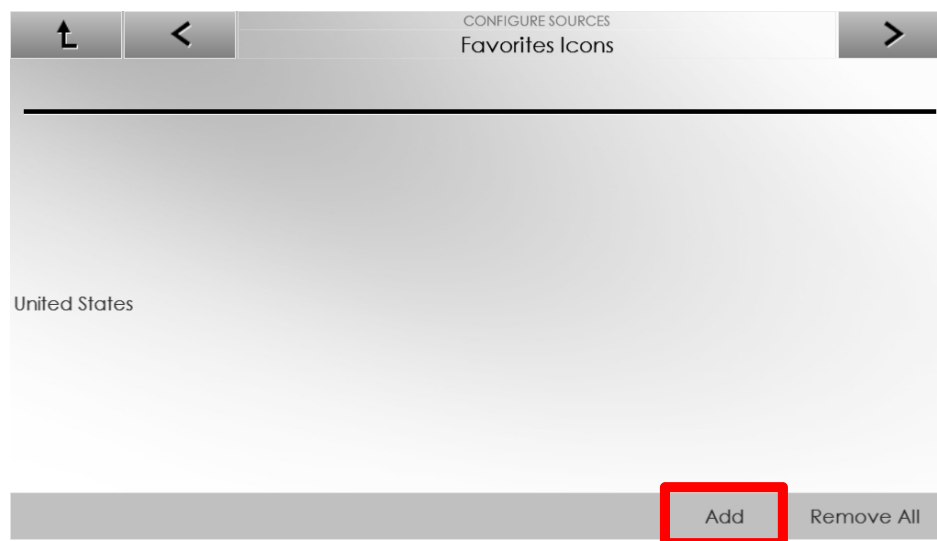 CONFIGURE SOURCES
Favorites Icons
United States
Add Remove All